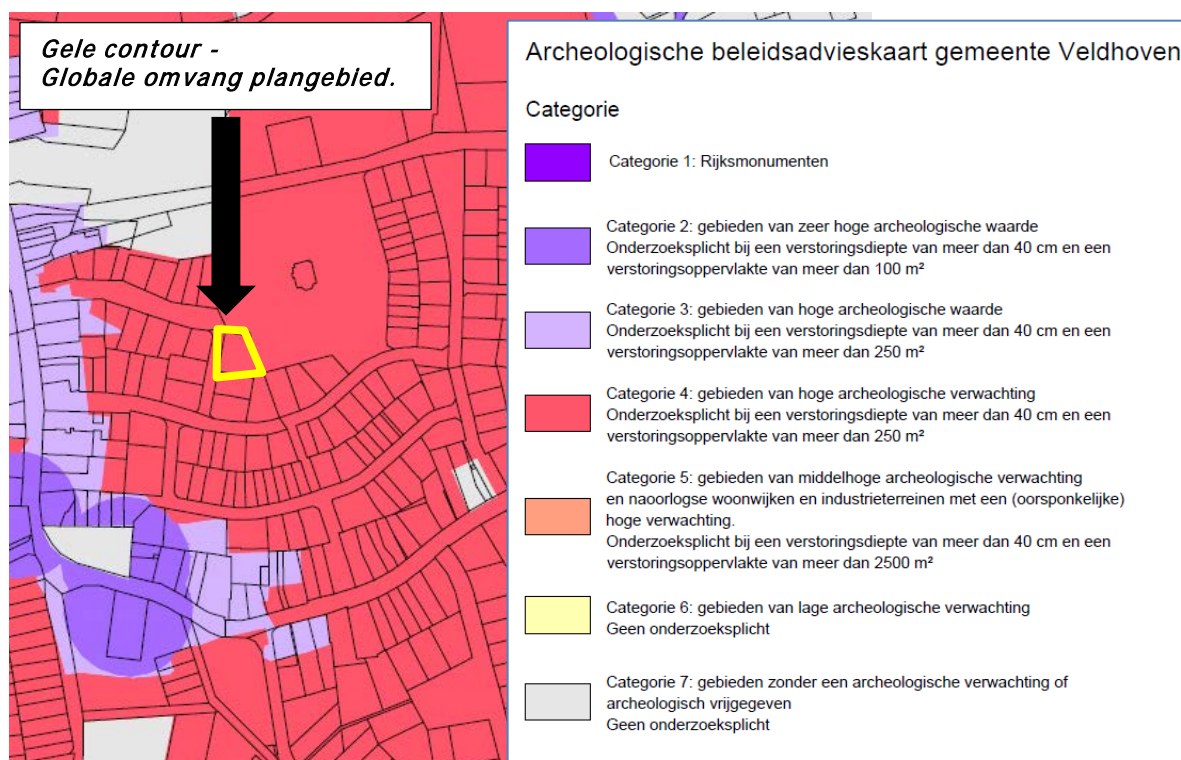 Gele contour -
Globale omvang plangebied.
Archeologische beleidsadvieskaart gemeente Veldhoven
Categorie
Categorie 1: Rijksmonumenten
Categorie 2: gebieden van zeer hoge archeologische waarde
Onderzoeksplicht bij een verstoringsdiepte van meer dan 40 cm en een
verstoringsoppervlakte van meer dan 100 m²
Categorie 3: gebieden van hoge archeologische waarde
Onderzoeksplicht bij een verstoringsdiepte van meer dan 40 cm en een
verstoringsoppervlakte van meer dan 250 m²
Categorie 4: gebieden van hoge archeologische verwachting
Onderzoeksplicht bij een verstoringsdiepte van meer dan 40 cm en een
verstoringsoppervlakte van meer dan 250 m²
Categorie 5: gebieden van middelhoge archeologische verwachting
en naoorlogse woonwijken en industrieterreinen met een (oorsponkelijke)
hoge verwachting.
Onderzoeksplicht bij een verstoringsdiepte van meer dan 40 cm en een
verstoringsoppervlakte van meer dan 2500 m²
Categorie 6: gebieden van lage archeologische verwachting
Geen onderzoeksplicht
Categorie 7: gebieden zonder een archeologische verwachting of
archeologisch vrijgegeven
Geen onderzoeksplicht